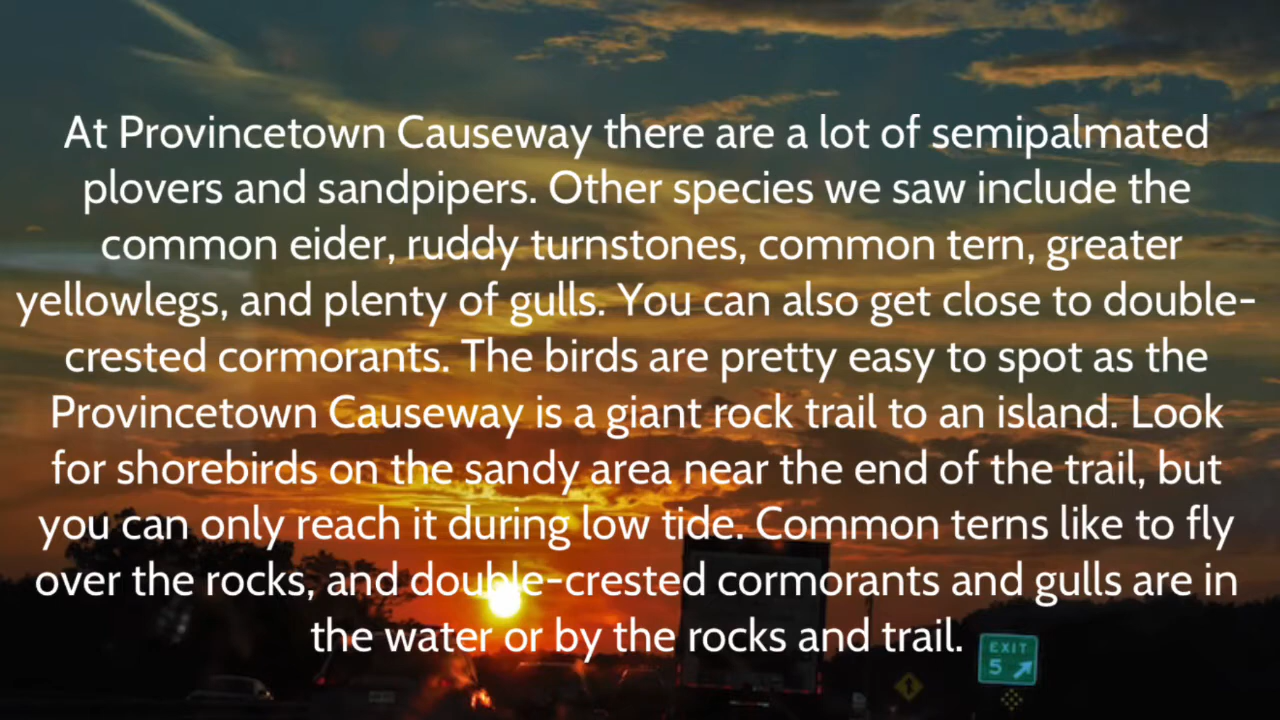 At Provincetown Causeway there are a lot of semipalmated
plovers and sandpipers. Other species we saw include the
common eider, ruddy turnstones, common tern, greater
yellowlegs, and plenty of gulls. You can also get close to double-
crested cormorants. The birds are pretty easy to spot as the
Provincetown Causeway is a giant rock trail to an island. Look
for shorebirds on the sandy area near the end of the trail, but
you can only reach it during low tide. Common terns like to fly
over the rocks, and double-crested cormorants and gulls are in
the water or by the rocks and trail.
EXIT
5